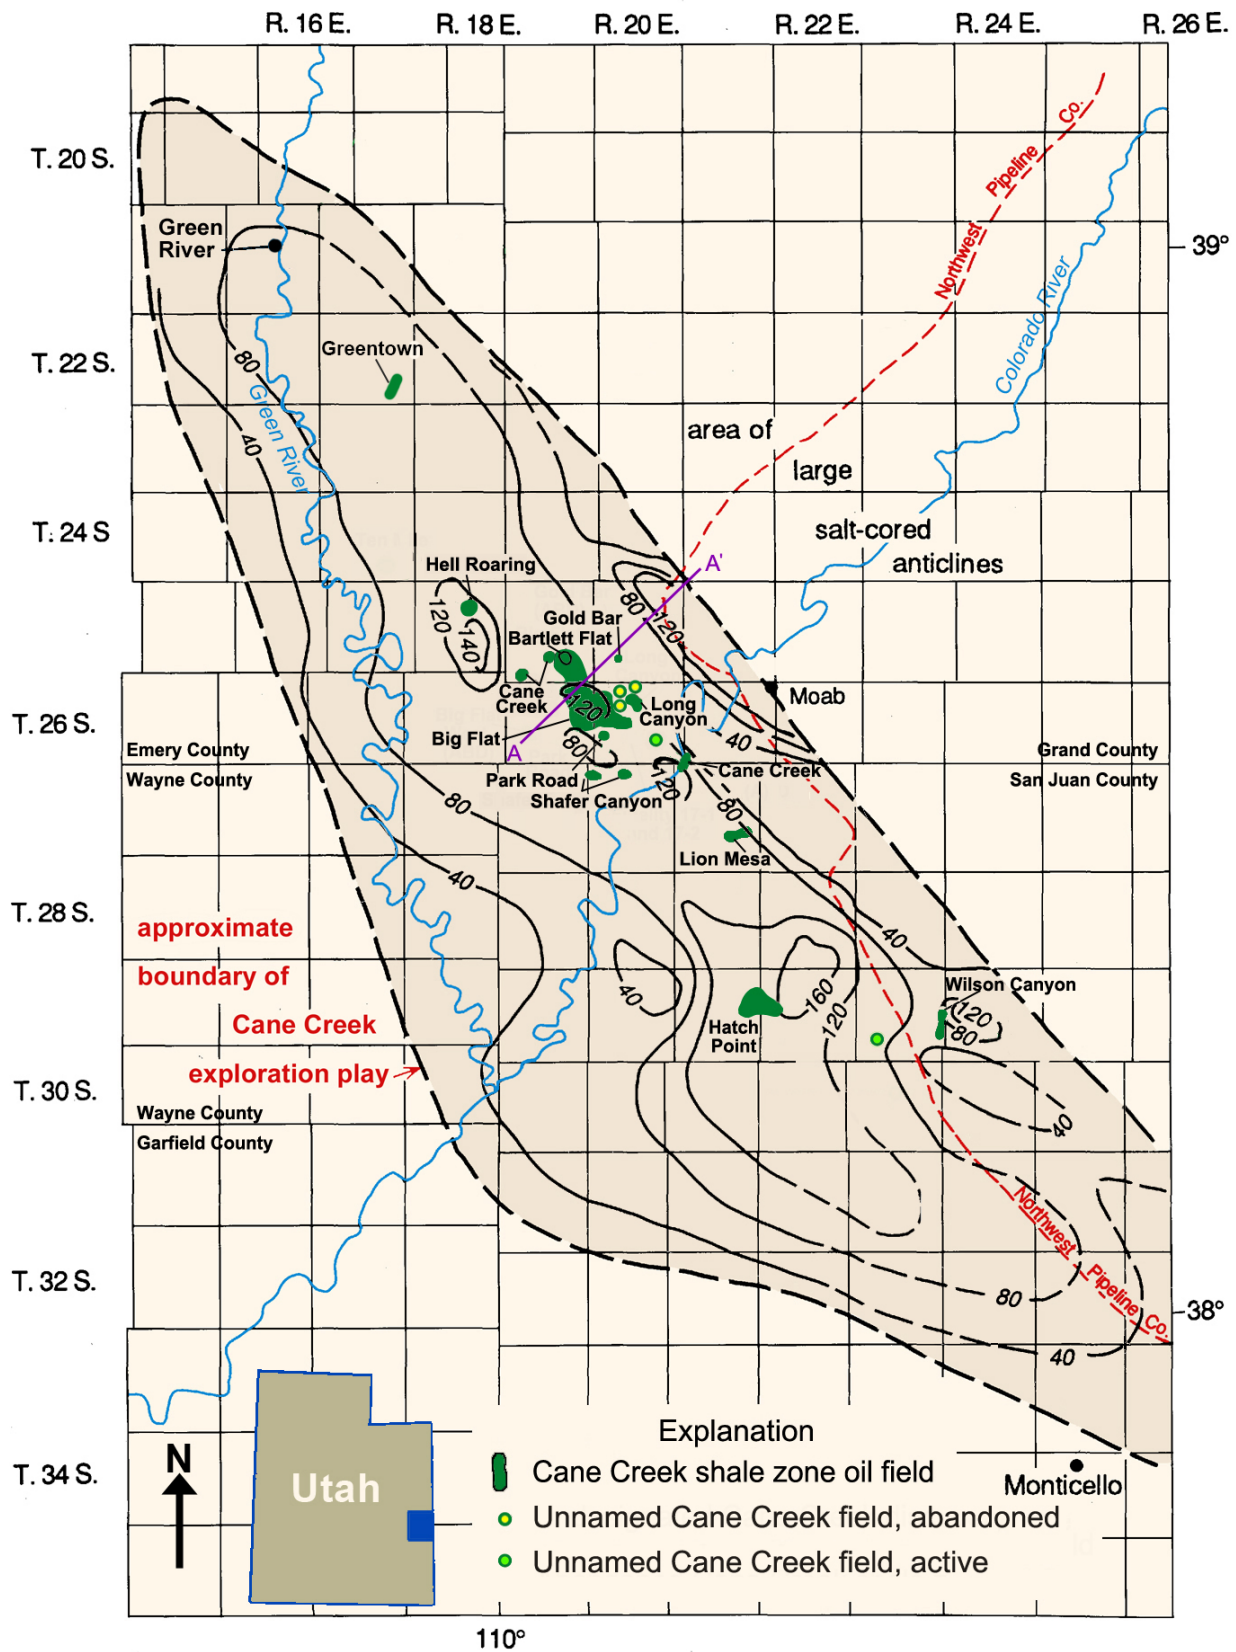 R. 16 E.
R. 18 E.
R. 20 E.
R. 22 E.
R. 24 E.
R. 26 E.
T. 20 S.
T. 22 S.
T. 24 S.
T. 26 S.
T. 28 S.
T. 30 S.
T. 32 S.
T. 34 S.
39°
38°
110°
Northwest Pipeline Co.
Colorado River
Green
River
Greentown
80
Green River
40
area of
large
salt-cored
anticlines
A'
Hell Roaring
120
140
80
120
Gold Bar
Bartlett Flat
Cane
Creek
120
Long
Canyon
Moab
Big Flat
A
80
40
Emery County
Wayne County
Grand County
San Juan County
Park Road
Shafer Canyon
120
Cane Creek
80
80
Lion Mesa
40
40
approximate
boundary of
Cane Creek
exploration play
40
160
120
Hatch
Point
Wilson Canyon
120
80
40
Wayne County
Garfield County
Northwest Pipeline Co.
80
40
Monticello
N
Utah
Explanation
Cane Creek shale zone oil field
Unnamed Cane Creek field, abandoned
Unnamed Cane Creek field, active